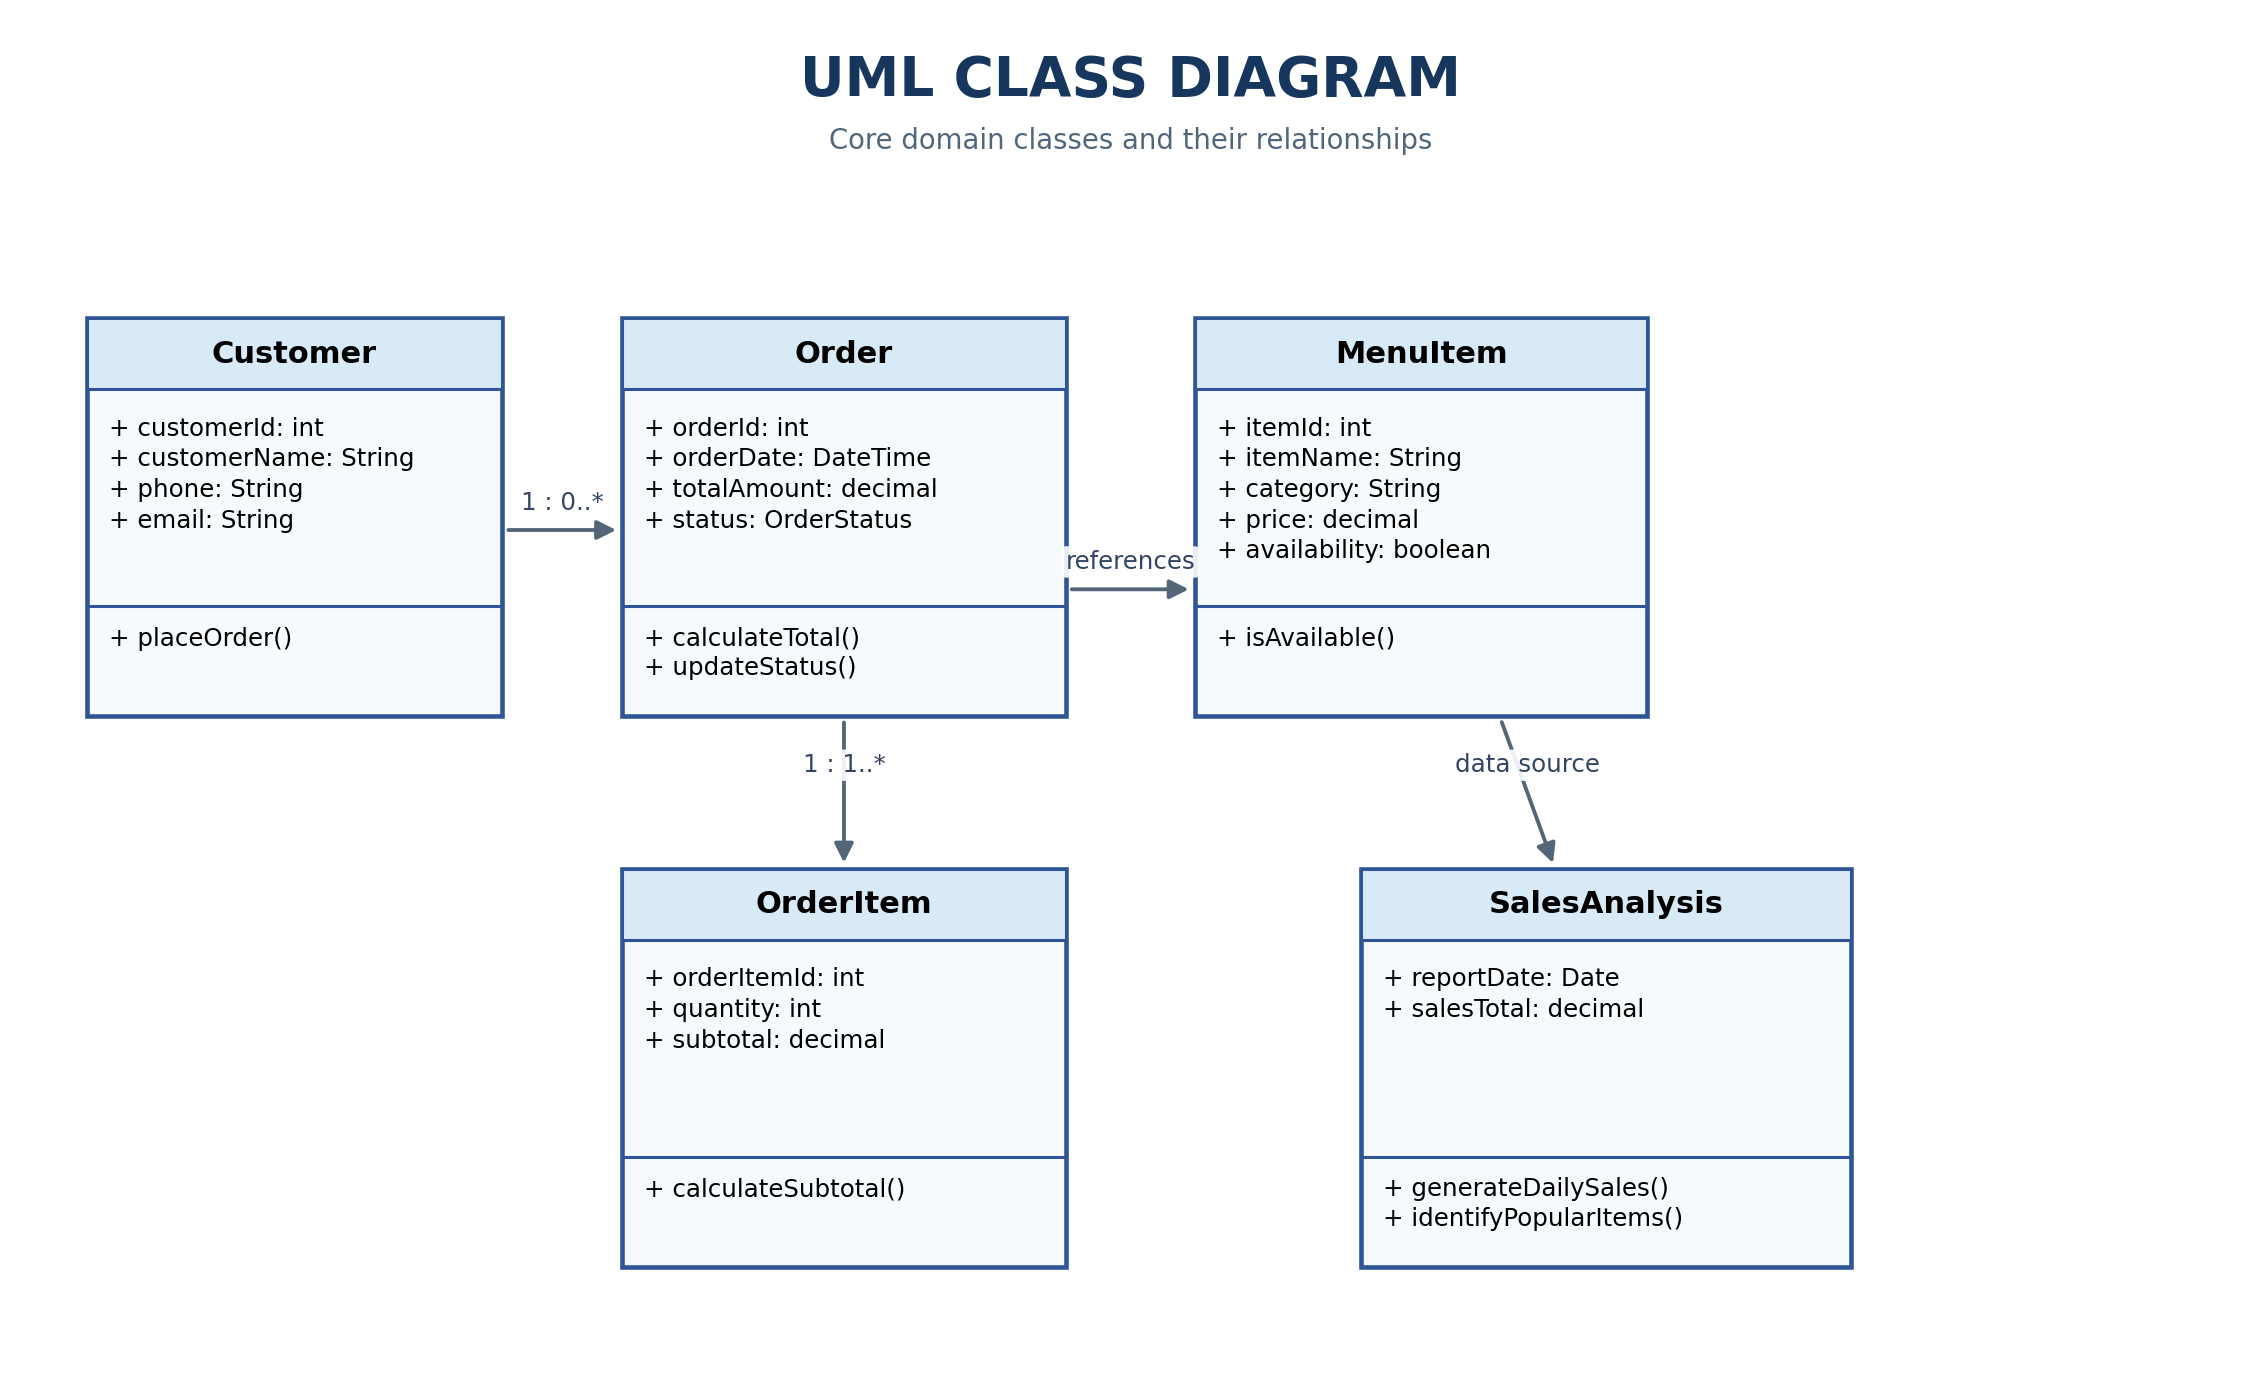 UML CLASS DIAGRAM
Core domain classes and their relationships
Customer
+ customerId: int
+ customerName: String
+ phone: String
+ email: String
+ placeOrder()
1 : 0..*
Order
+ orderId: int
+ orderDate: DateTime
+ totalAmount: decimal
+ status: OrderStatus
+ calculateTotal()
+ updateStatus()
references
MenuItem
+ itemId: int
+ itemName: String
+ category: String
+ price: decimal
+ availability: boolean
+ isAvailable()
1 : 1..*
data source
OrderItem
+ orderItemId: int
+ quantity: int
+ subtotal: decimal
+ calculateSubtotal()
SalesAnalysis
+ reportDate: Date
+ salesTotal: decimal
+ generateDailySales()
+ identifyPopularItems()